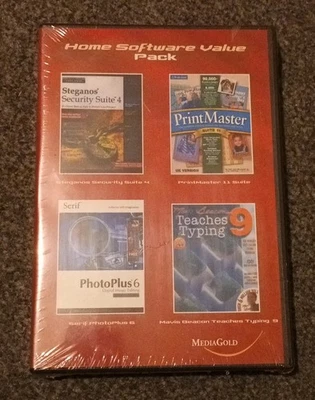 Home Software Value
Pack
Steganos
Security Suite 4
Steganos Security Suite 4
PrintMaster
PrintMaster 11 Suite
Serif
PhotoPlus 6
Serif PhotoPlus 6
Teaches
Typing
9
Mavis Beacon Teaches Typing 9
MediaGold